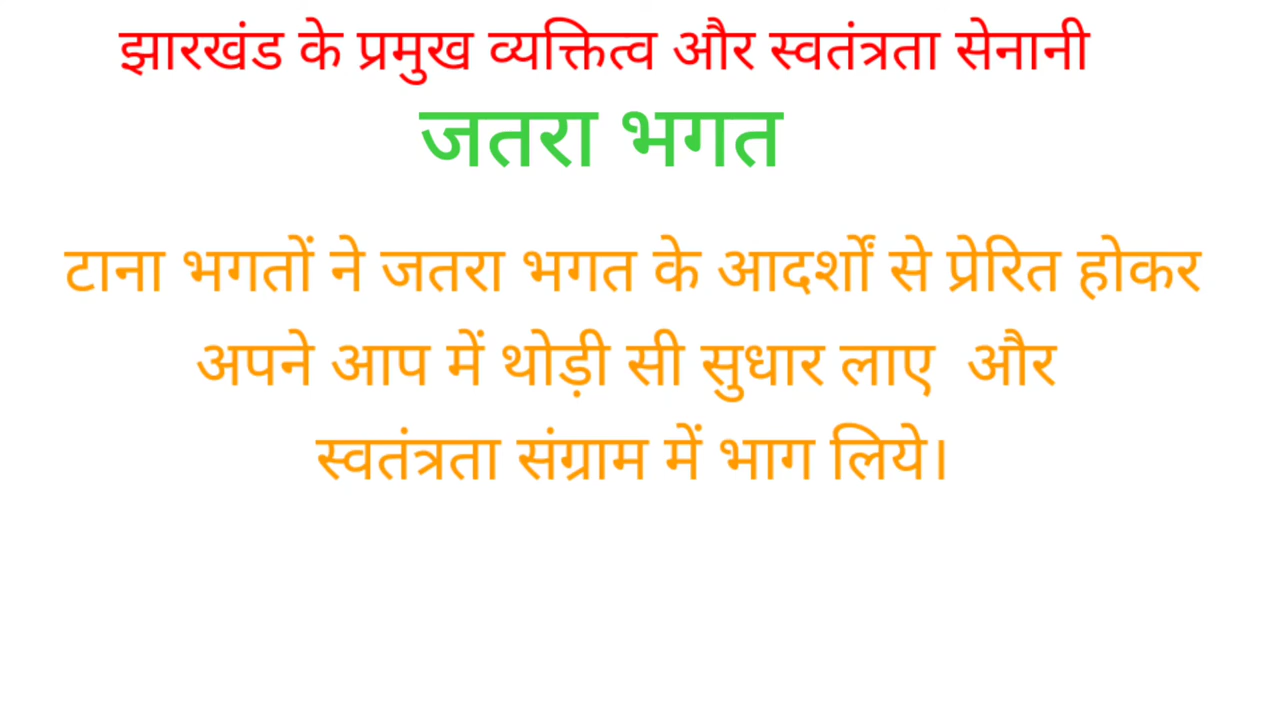 झारखंड के प्रमुख व्यक्तित्व और स्वतंत्रता सेनानी
जतरा भगत
टाना भगतों ने जतरा भगत के आदर्शों से प्रेरित होकर
अपने आप में थोड़ी सी सुधार लाए और
स्वतंत्रता संग्राम में भाग लिये।